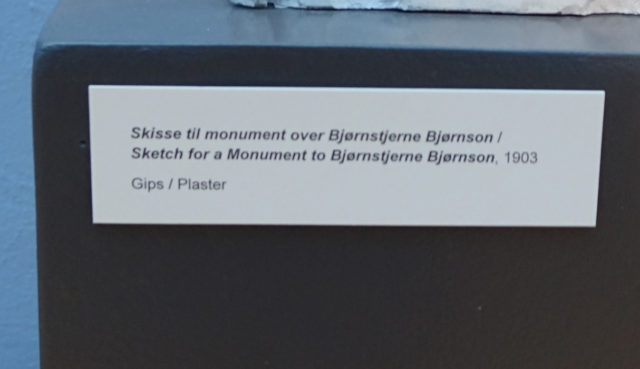 Skisse til monument over Bjørnstjerne Bjørnson /
Sketch for a Monument to Bjørnstjerne Bjørnson, 1903
Gips / Plaster